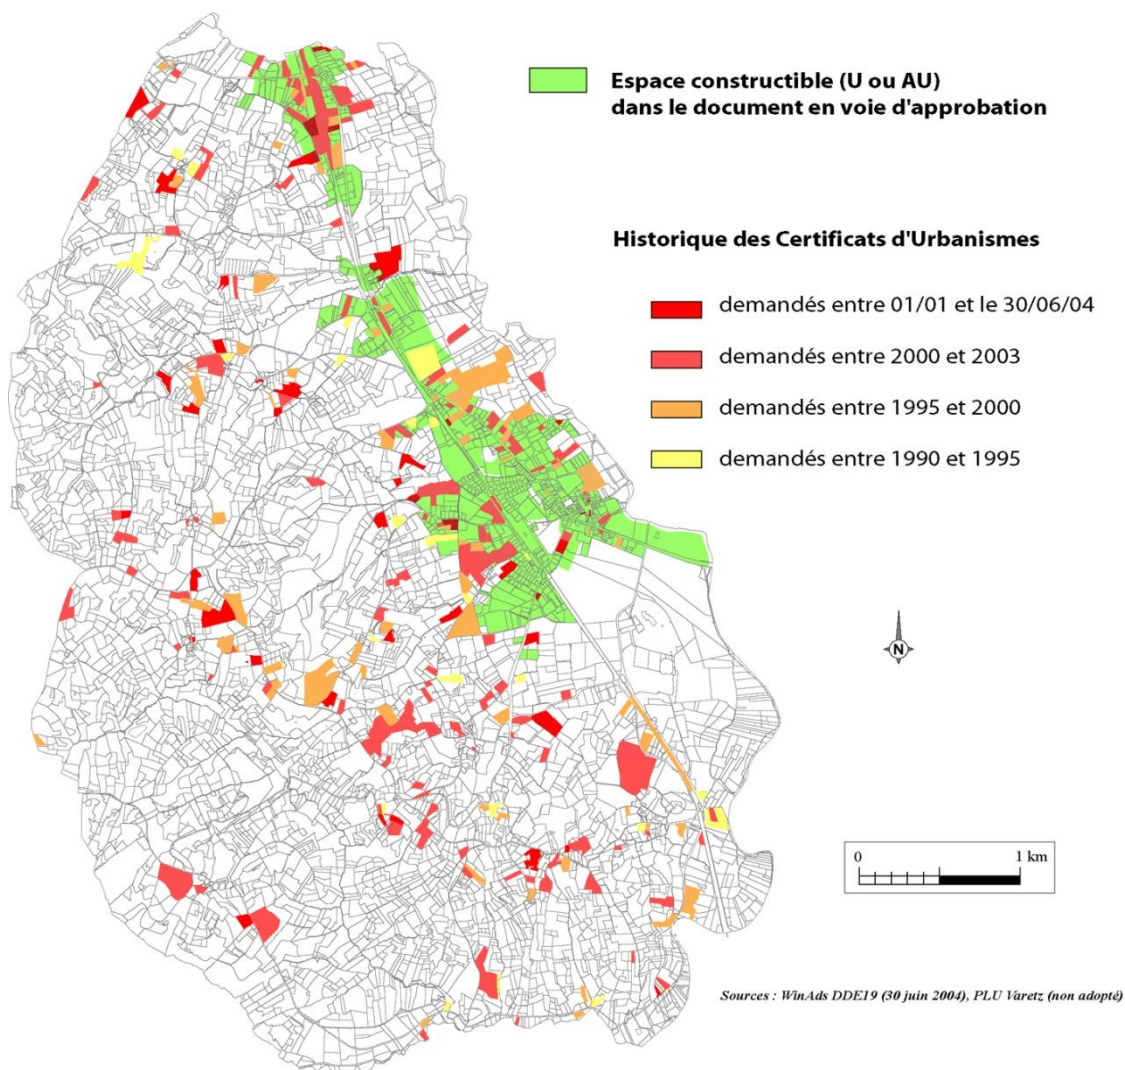 Espace constructible (U ou AU)
dans le document en voie d'approbation
Historique des Certificats d'Urbanismes
demandés entre 01/01 et le 30/06/04
demandés entre 2000 et 2003
demandés entre 1995 et 2000
demandés entre 1990 et 1995
N
0 1 km
Sources : WinAds DDE19 (30 juin 2004), PLU Varetz (non adopté)